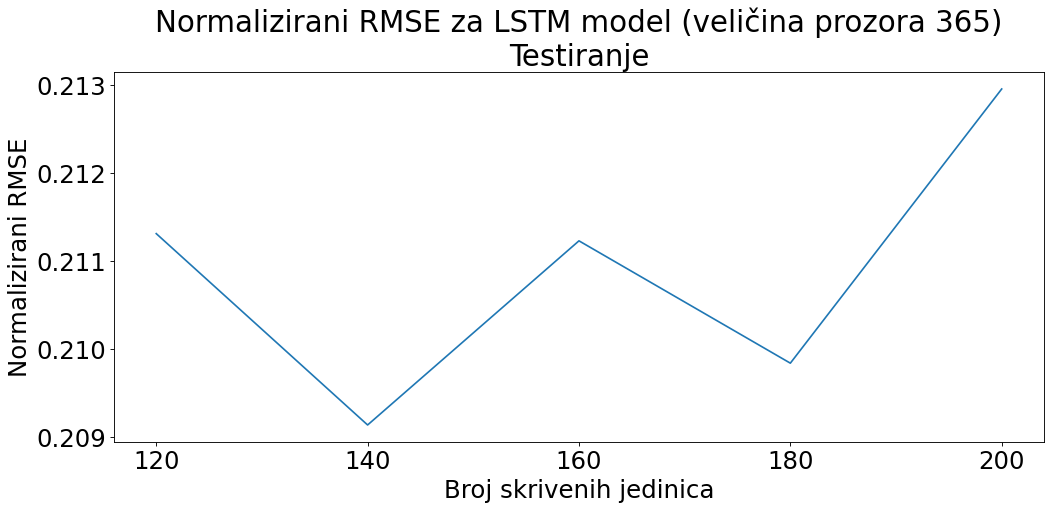 Normalizirani RMSE za LSTM model (veličina prozora 365)
Testiranje
Normalizirani RMSE
0.213
0.212
0.211
0.210
0.209
120 140 160 180 200
Broj skrivenih jedinica